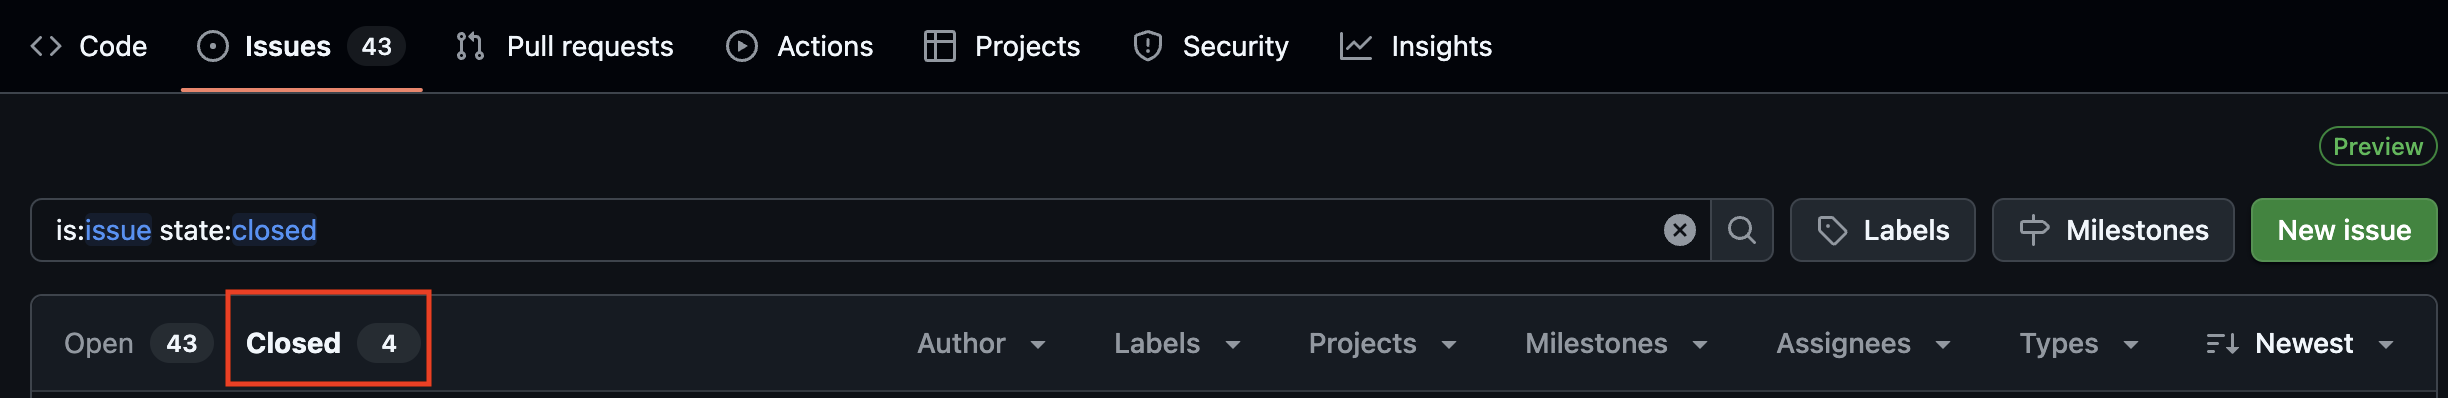 Code Issues 43 Pull requests Actions Projects Security Insights
Preview
is:issue state:closed Labels Milestones New issue
Open 43 Closed 4 Author Labels Projects Milestones Assignees Types Newest